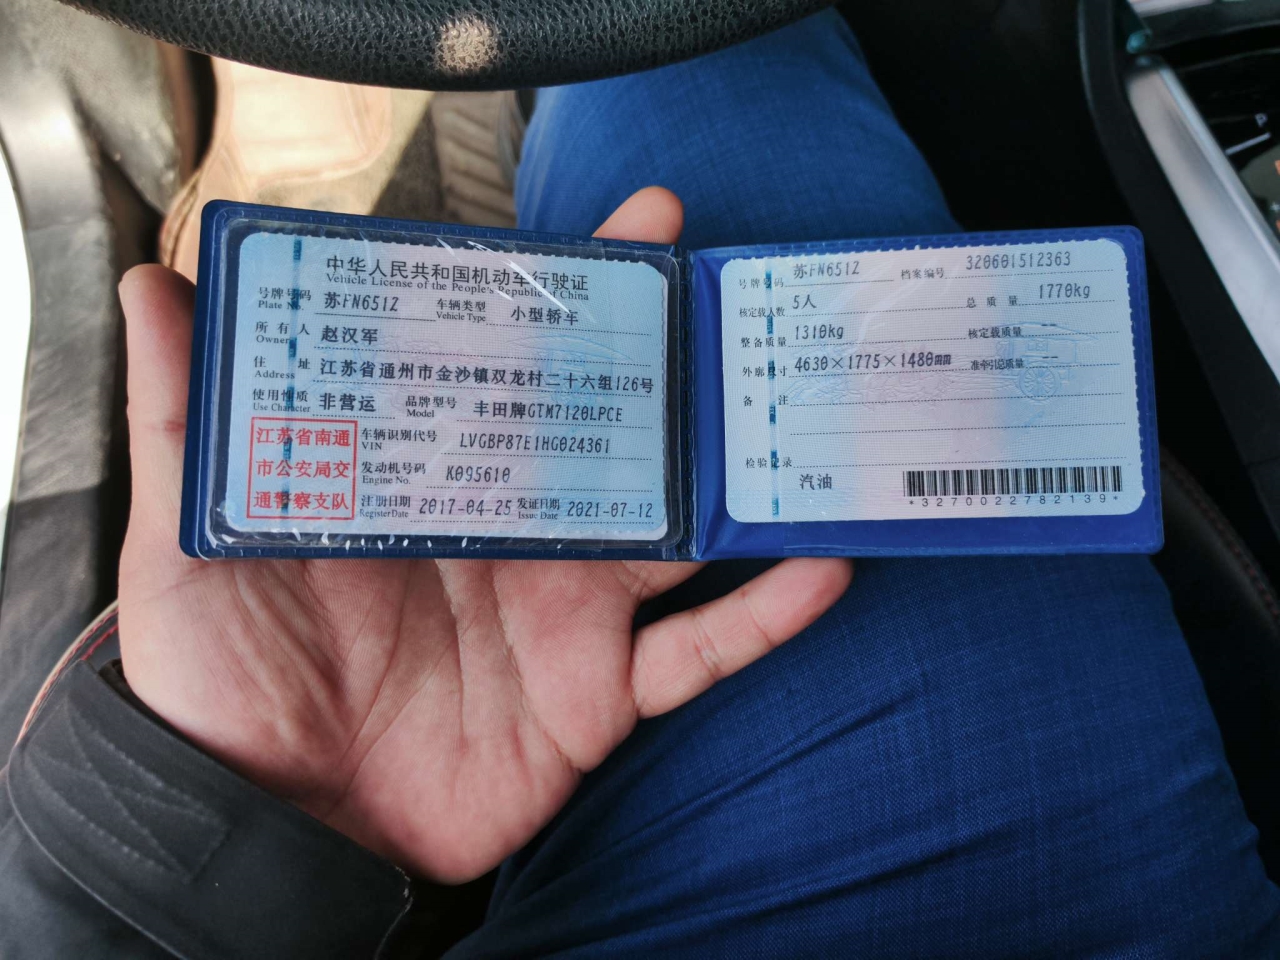 中华人民共和国机动车行驶证
Vehicle License of the People's Republic of China
号牌号码 Plate No. 苏FN651Z 车辆类型 Vehicle Type 小型轿车
所有人 Owner 赵汉军
住址 Address 江苏省通州市金沙镇双龙村二十六组126号
使用性质 Use Character 非营运 品牌型号 Model 丰田牌GTM7120LPCE
江苏省南通
市公安局交
通警察支队
车辆识别代号 VIN LVGBP87E1HG024361
发动机号码 Engine No. K095610
注册日期 Register Date 2017-04-25 发证日期 Issue Date 2021-07-12
号牌号码 苏FN651Z 档案编号 320601512363
核定载人数 5人 总质量 1770kg
整备质量 1310kg 核定载质量 --
外廓尺寸 4630×1775×1480mm 准牵引总质量 --
备注
检验记录
汽油
*3270022782139*
P